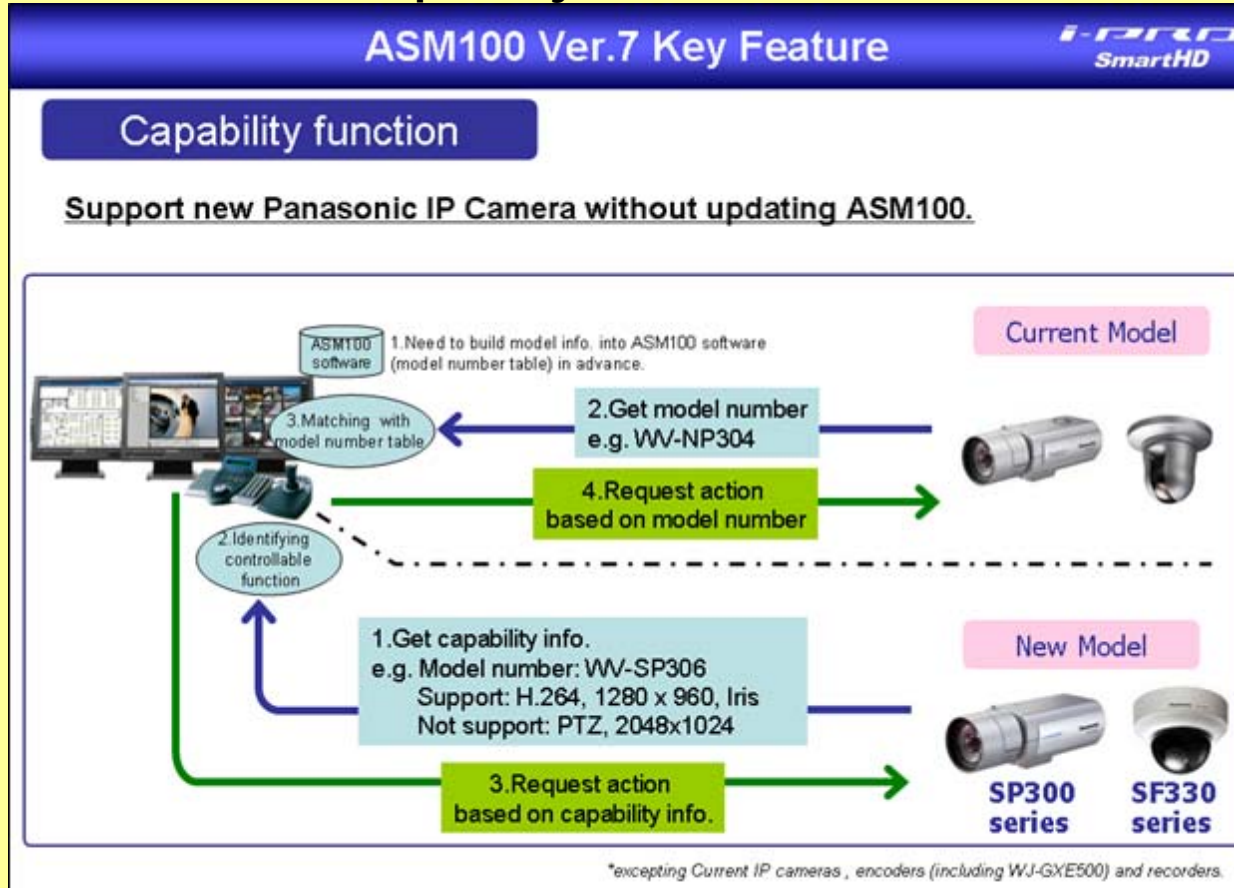 ASM100 Ver.7 Key Feature
i-PRO
SmartHD
Capability function
Support new Panasonic IP Camera without updating ASM100.
ASM100
software
1.Need to build model info. into ASM100 software
(model number table) in advance.
Current Model
3.Matching with
model number table
2.Get model number
e.g. WV-NP304
4.Request action
based on model number
2.Identifying
controllable
function
1.Get capability info.
e.g. Model number: WV-SP306
Support: H.264, 1280 x 960, Iris
Not support: PTZ, 2048x1024
New Model
3.Request action
based on capability info.
SP300
series
SF330
series
*excepting Current IP cameras , encoders (including WJ-GXE500) and recorders.